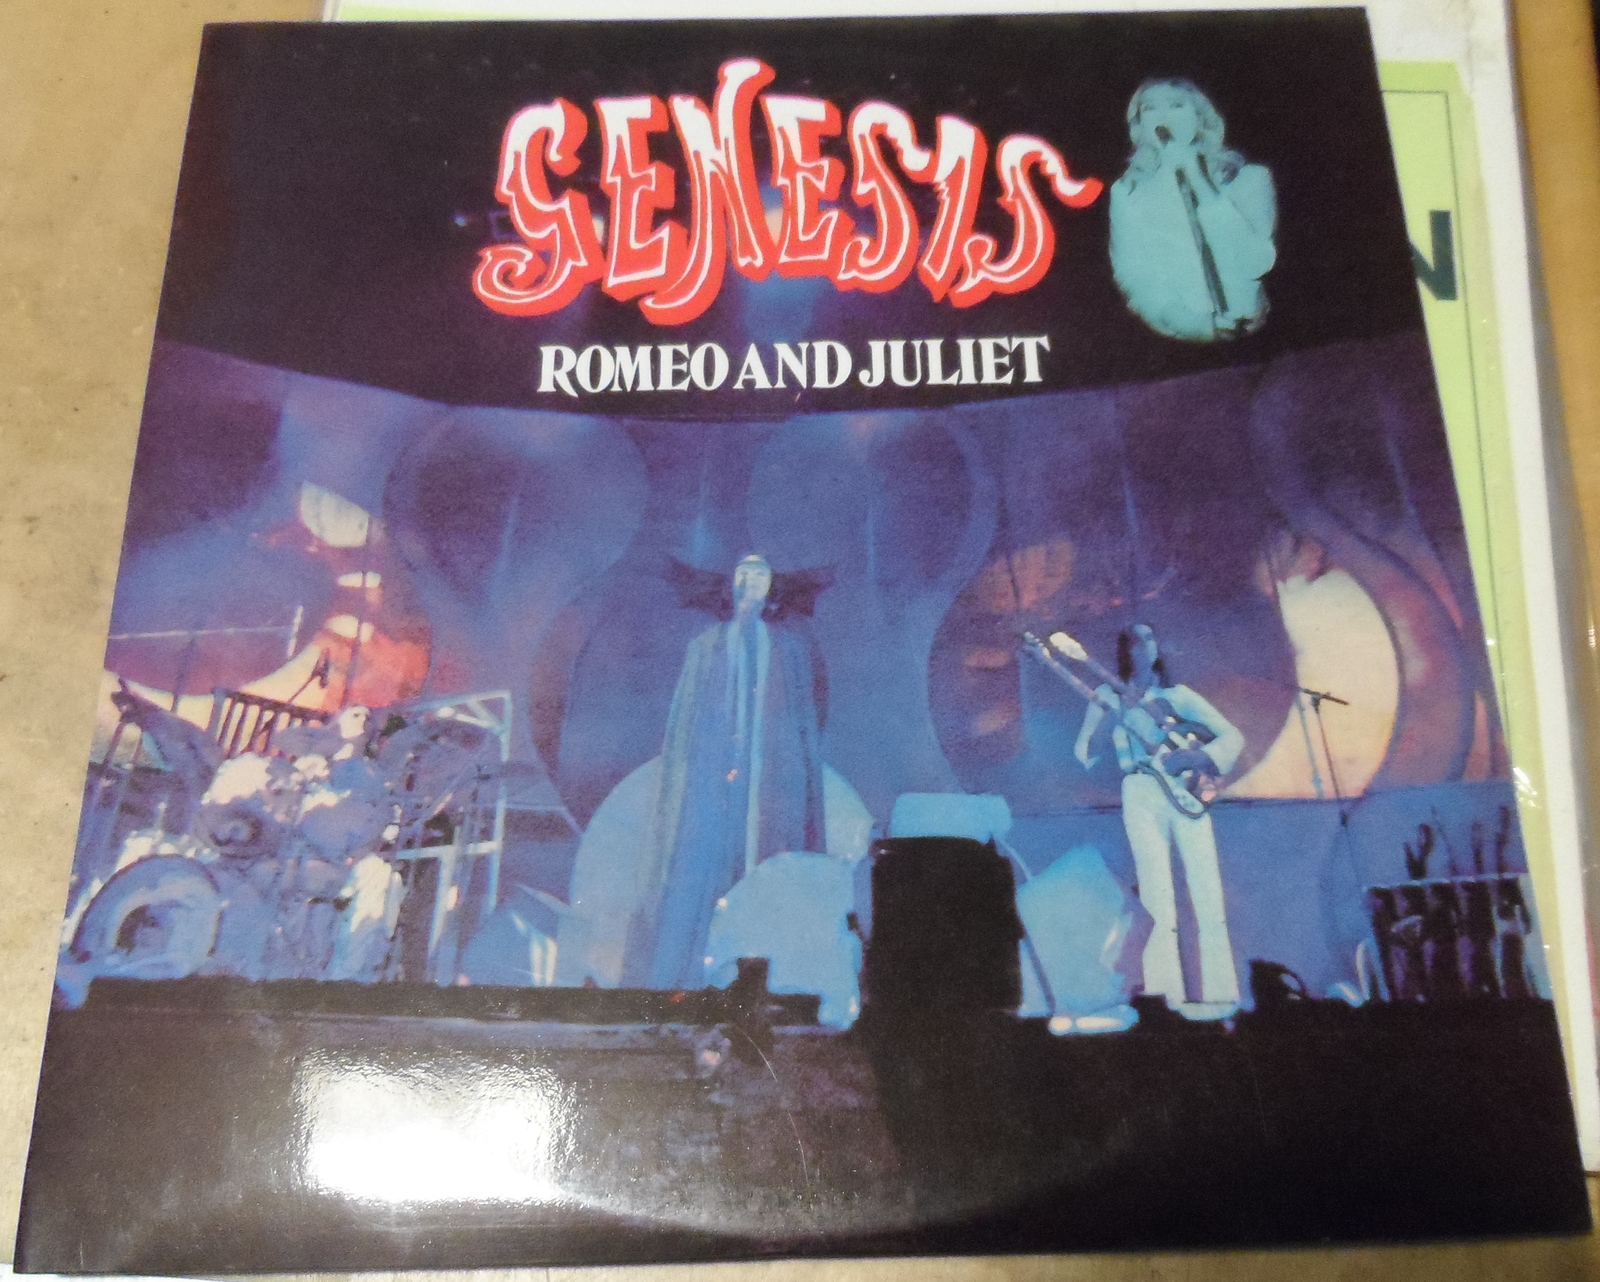 GENESIS
ROMEO AND JULIET
N